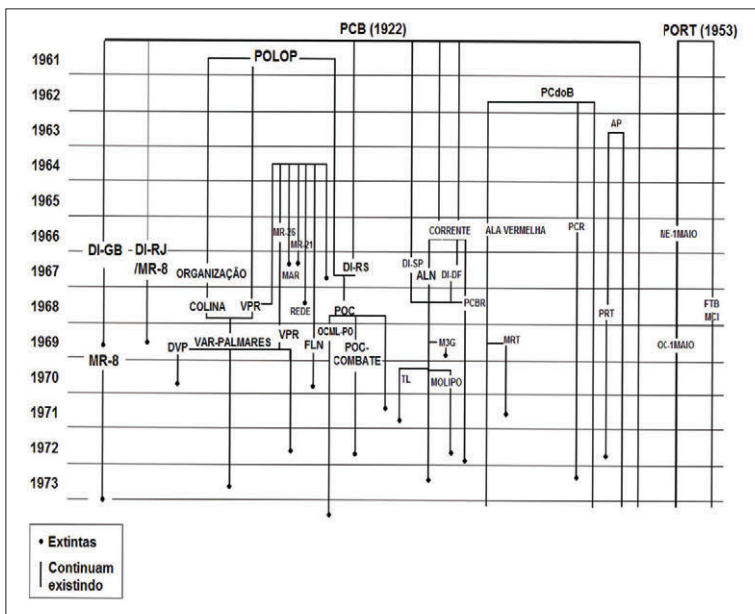 PCB (1922)
PORT (1953)
1961
POLOP
1962
PCdoB
1963
AP
1964
1965
MR-26
MR-21
CORRENTE
ALA VERMELHA
PCR
1966
NE-1MAIO
DI-GB
DI-RJ
/MR-8
DI-SP
DI-RS
1967
ORGANIZAÇÃO
MAR
ALN
DI-DF
COLINA
VPR
REDE
POC
PCBR
PRT
FTB
MCI
1968
OCML-PO
1969
DVP
VAR-PALMARES
VPR
FLN
POC-
COMBATE
M3G
MRT
OC-1MAIO
MR-8
1970
TL
MOLIPO
1971
1972
1973
Extintas
Continuam
existindo